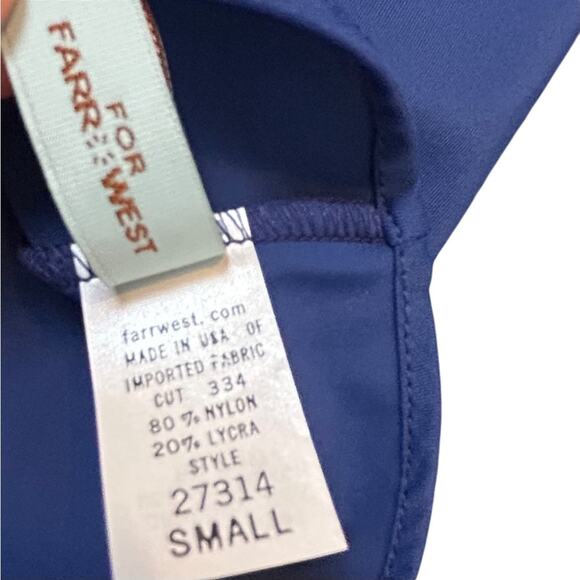 FOR
FARR WEST
farrwest.com
MADE IN USA OF
IMPORTED FABRIC
CUT 334
80% NYLON
20% LYCRA
STYLE
27314
SMALL